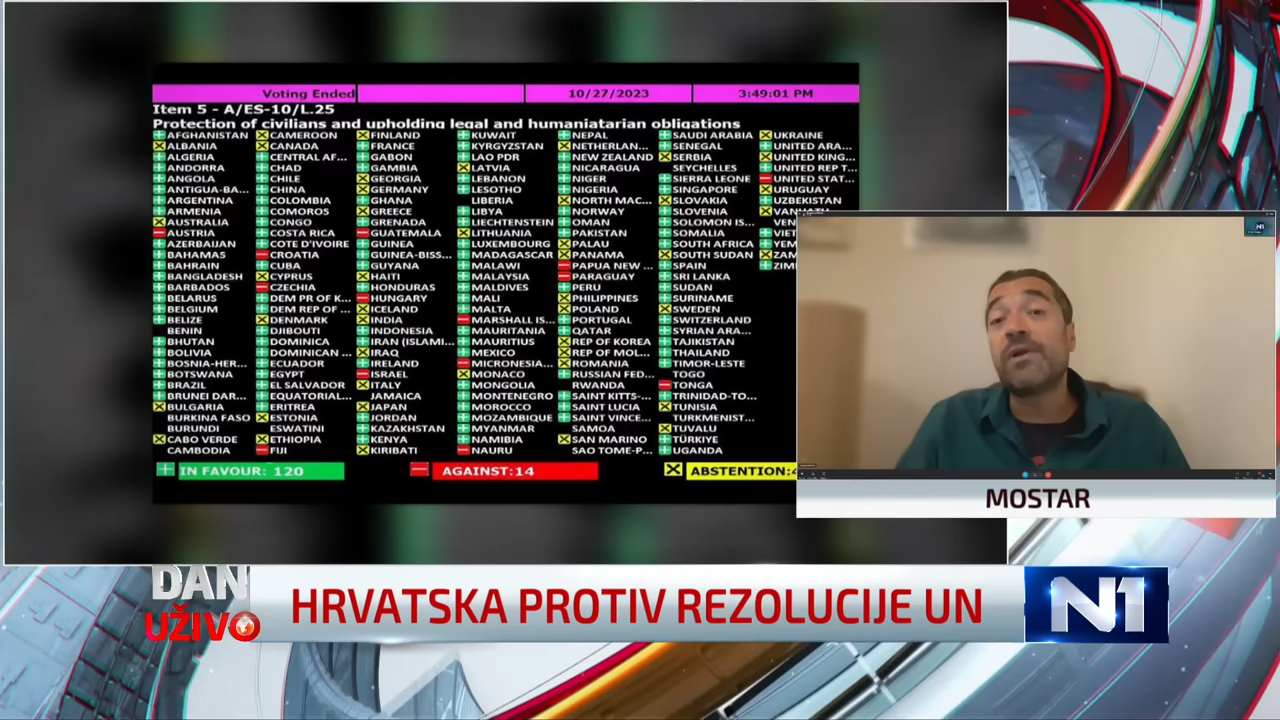 Voting Ended 10/27/2023 3:49:01 PM
Item 5 - A/ES-10/L.25
Protection of civilians and upholding legal and humaniatarian obligations
AFGHANISTAN CAMEROON FINLAND KUWAIT NEPAL SAUDI ARABIA UKRAINE
ALBANIA CANADA FRANCE KYRGYZSTAN NETHERLAN... SENEGAL UNITED ARA...
ALGERIA CENTRAL AF... GABON LAO PDR NEW ZEALAND SERBIA UNITED KING...
ANDORRA CHAD GAMBIA LATVIA NICARAGUA SEYCHELLES UNITED REP T...
ANGOLA CHILE GEORGIA LEBANON NIGER SIERRA LEONE UNITED STAT...
ANTIGUA-BA... CHINA GERMANY LESOTHO NIGERIA SINGAPORE URUGUAY
ARGENTINA COLOMBIA GHANA LIBERIA NORTH MAC... SLOVAKIA UZBEKISTAN
ARMENIA COMOROS GREECE LIBYA NORWAY SLOVENIA
AUSTRALIA CONGO GRENADA LIECHTENSTEIN OMAN SOLOMON IS... VEN
AUSTRIA COSTA RICA GUATEMALA LITHUANIA PAKISTAN SOMALIA VIET
AZERBAIJAN COTE D'IVOIRE GUINEA LUXEMBOURG PALAU SOUTH AFRICA YEM
BAHAMAS CROATIA GUINEA-BISS... MADAGASCAR PANAMA SOUTH SUDAN ZAM
BAHRAIN CUBA GUYANA MALAWI PAPUA NEW ... SPAIN ZIM
BANGLADESH CYPRUS HAITI MALAYSIA PARAGUAY SRI LANKA
BARBADOS CZECHIA HONDURAS MALDIVES PERU SUDAN
BELARUS DEM PR OF K... HUNGARY MALI PHILIPPINES SURINAME
BELGIUM DEM REP OF ... ICELAND MALTA POLAND SWEDEN
BELIZE DENMARK INDIA MARSHALL IS... PORTUGAL SWITZERLAND
BENIN DJIBOUTI INDONESIA MAURITANIA QATAR SYRIAN ARA...
BHUTAN DOMINICA IRAN (ISLAMI... MAURITIUS REP OF KOREA TAJIKISTAN
BOLIVIA DOMINICAN ... IRAQ MEXICO REP OF MOL... THAILAND
BOSNIA-HER... ECUADOR IRELAND MICRONESIA... ROMANIA TIMOR-LESTE
BOTSWANA EGYPT ISRAEL MONACO RUSSIAN FED... TOGO
BRAZIL EL SALVADOR ITALY MONGOLIA RWANDA TONGA
BRUNEI DAR... EQUATORIAL... JAMAICA MONTENEGRO SAINT KITTS-... TRINIDAD-TO...
BULGARIA ERITREA JAPAN MOROCCO SAINT LUCIA TUNISIA
BURKINA FASO ESTONIA JORDAN MOZAMBIQUE SAINT VINCE... TURKMENIST...
BURUNDI ESWATINI KAZAKHSTAN MYANMAR SAMOA TUVALU
CABO VERDE ETHIOPIA KENYA NAMIBIA SAN MARINO TÜRKIYE
CAMBODIA FIJI KIRIBATI NAURU SAO TOME-P... UGANDA
IN FAVOUR: 120 AGAINST:14 ABSTENTION:4
N1
MOSTAR
DAN
UŽIVO
HRVATSKA PROTIV REZOLUCIJE UN
N1